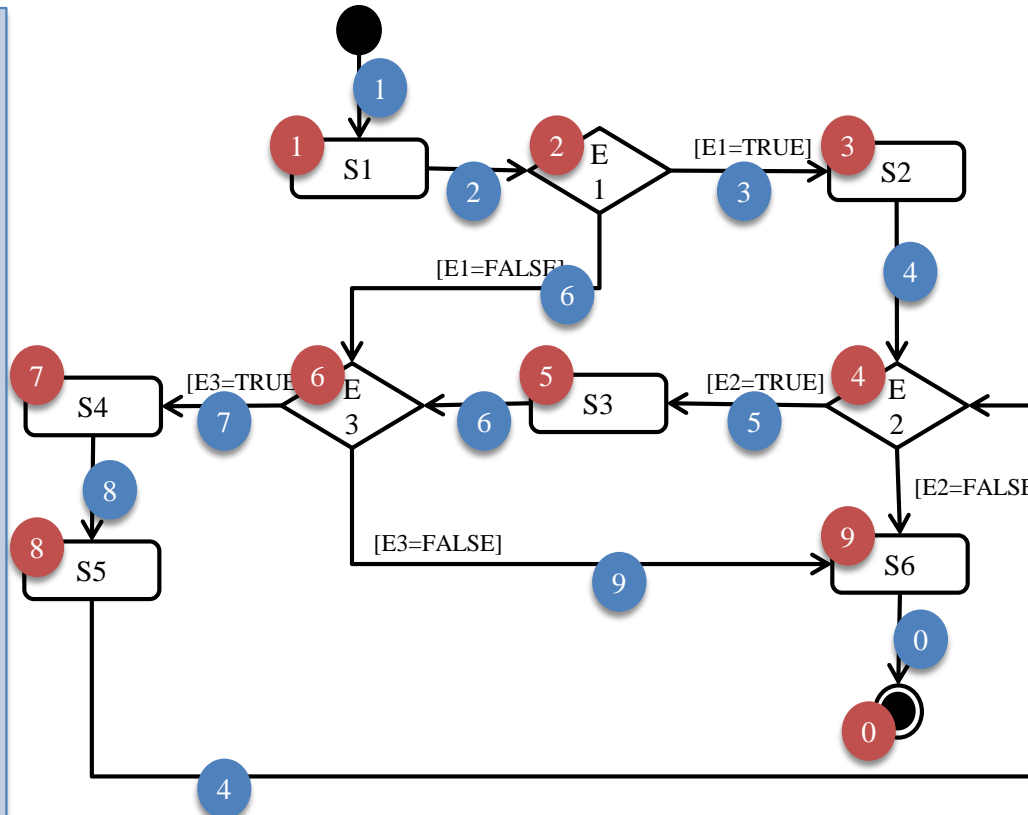 1
1
S1
2
2
E
1
[E1=TRUE]
3
3
S2
[E1=FALSE]
6
4
7
S4
[E3=TRUE
7
6
E
3
6
5
S3
[E2=TRUE]
5
4
E
2
8
[E2=FALSE
8
S5
[E3=FALSE]
9
9
S6
0
0
4